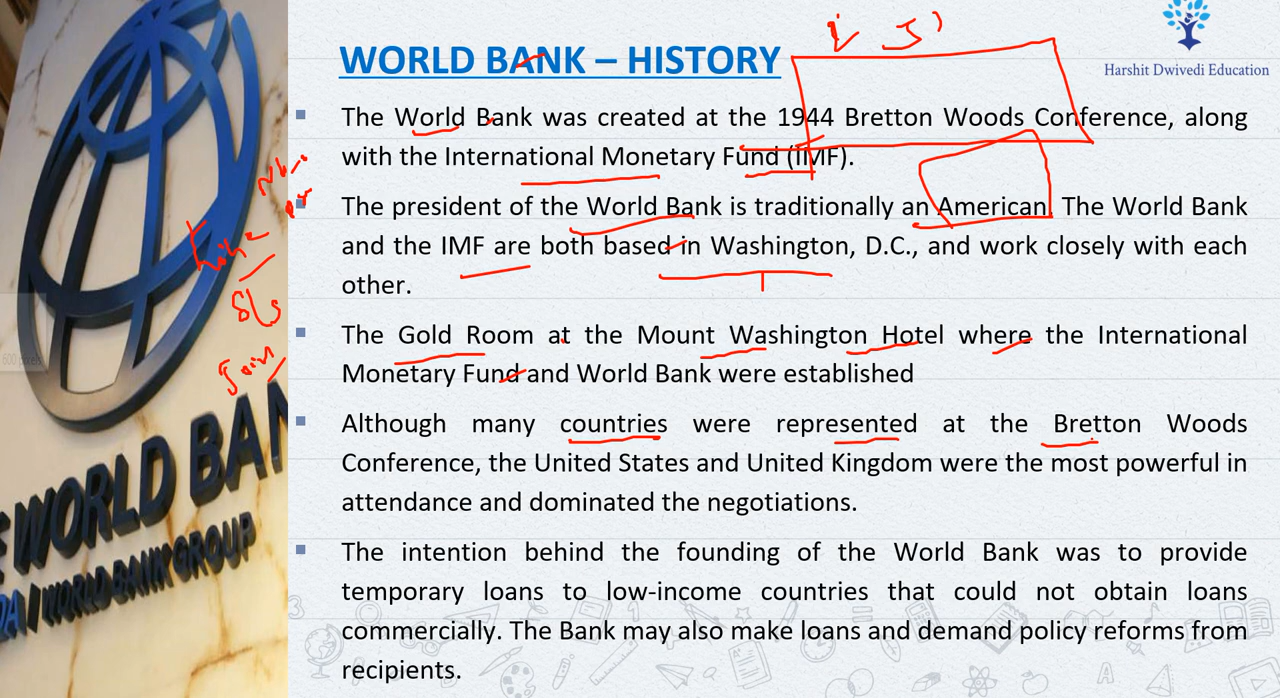 WORLD BANK – HISTORY
Harshit Dwivedi Education
The World Bank was created at the 1944 Bretton Woods Conference, along
with the International Monetary Fund (IMF).
The president of the World Bank is traditionally an American. The World Bank
and the IMF are both based in Washington, D.C., and work closely with each
other.
The Gold Room at the Mount Washington Hotel where the International
Monetary Fund and World Bank were established
Although many countries were represented at the Bretton Woods
Conference, the United States and United Kingdom were the most powerful in
attendance and dominated the negotiations.
The intention behind the founding of the World Bank was to provide
temporary loans to low-income countries that could not obtain loans
commercially. The Bank may also make loans and demand policy reforms from
recipients.
WORLD BAN
DA | WORLD BANK GROUP